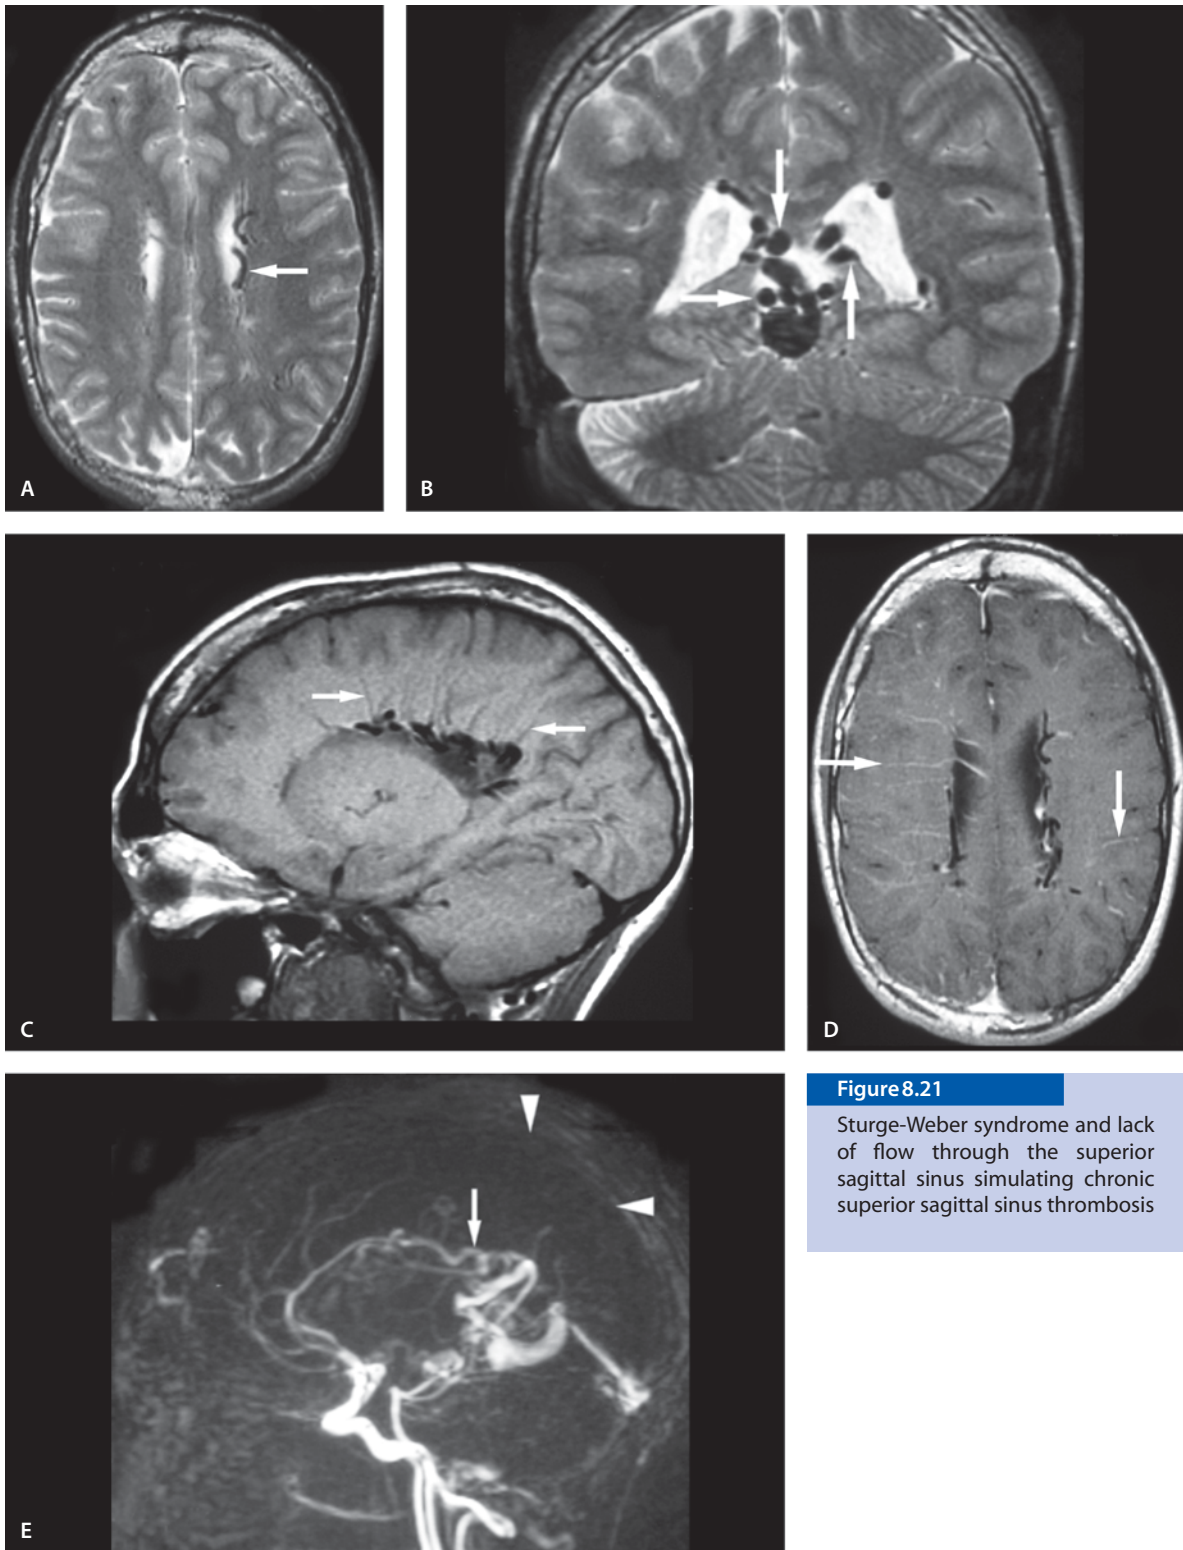 A
B
C
D
E
Figure 8.21
Sturge-Weber syndrome and lack
of flow through the superior
sagittal sinus simulating chronic
superior sagittal sinus thrombosis